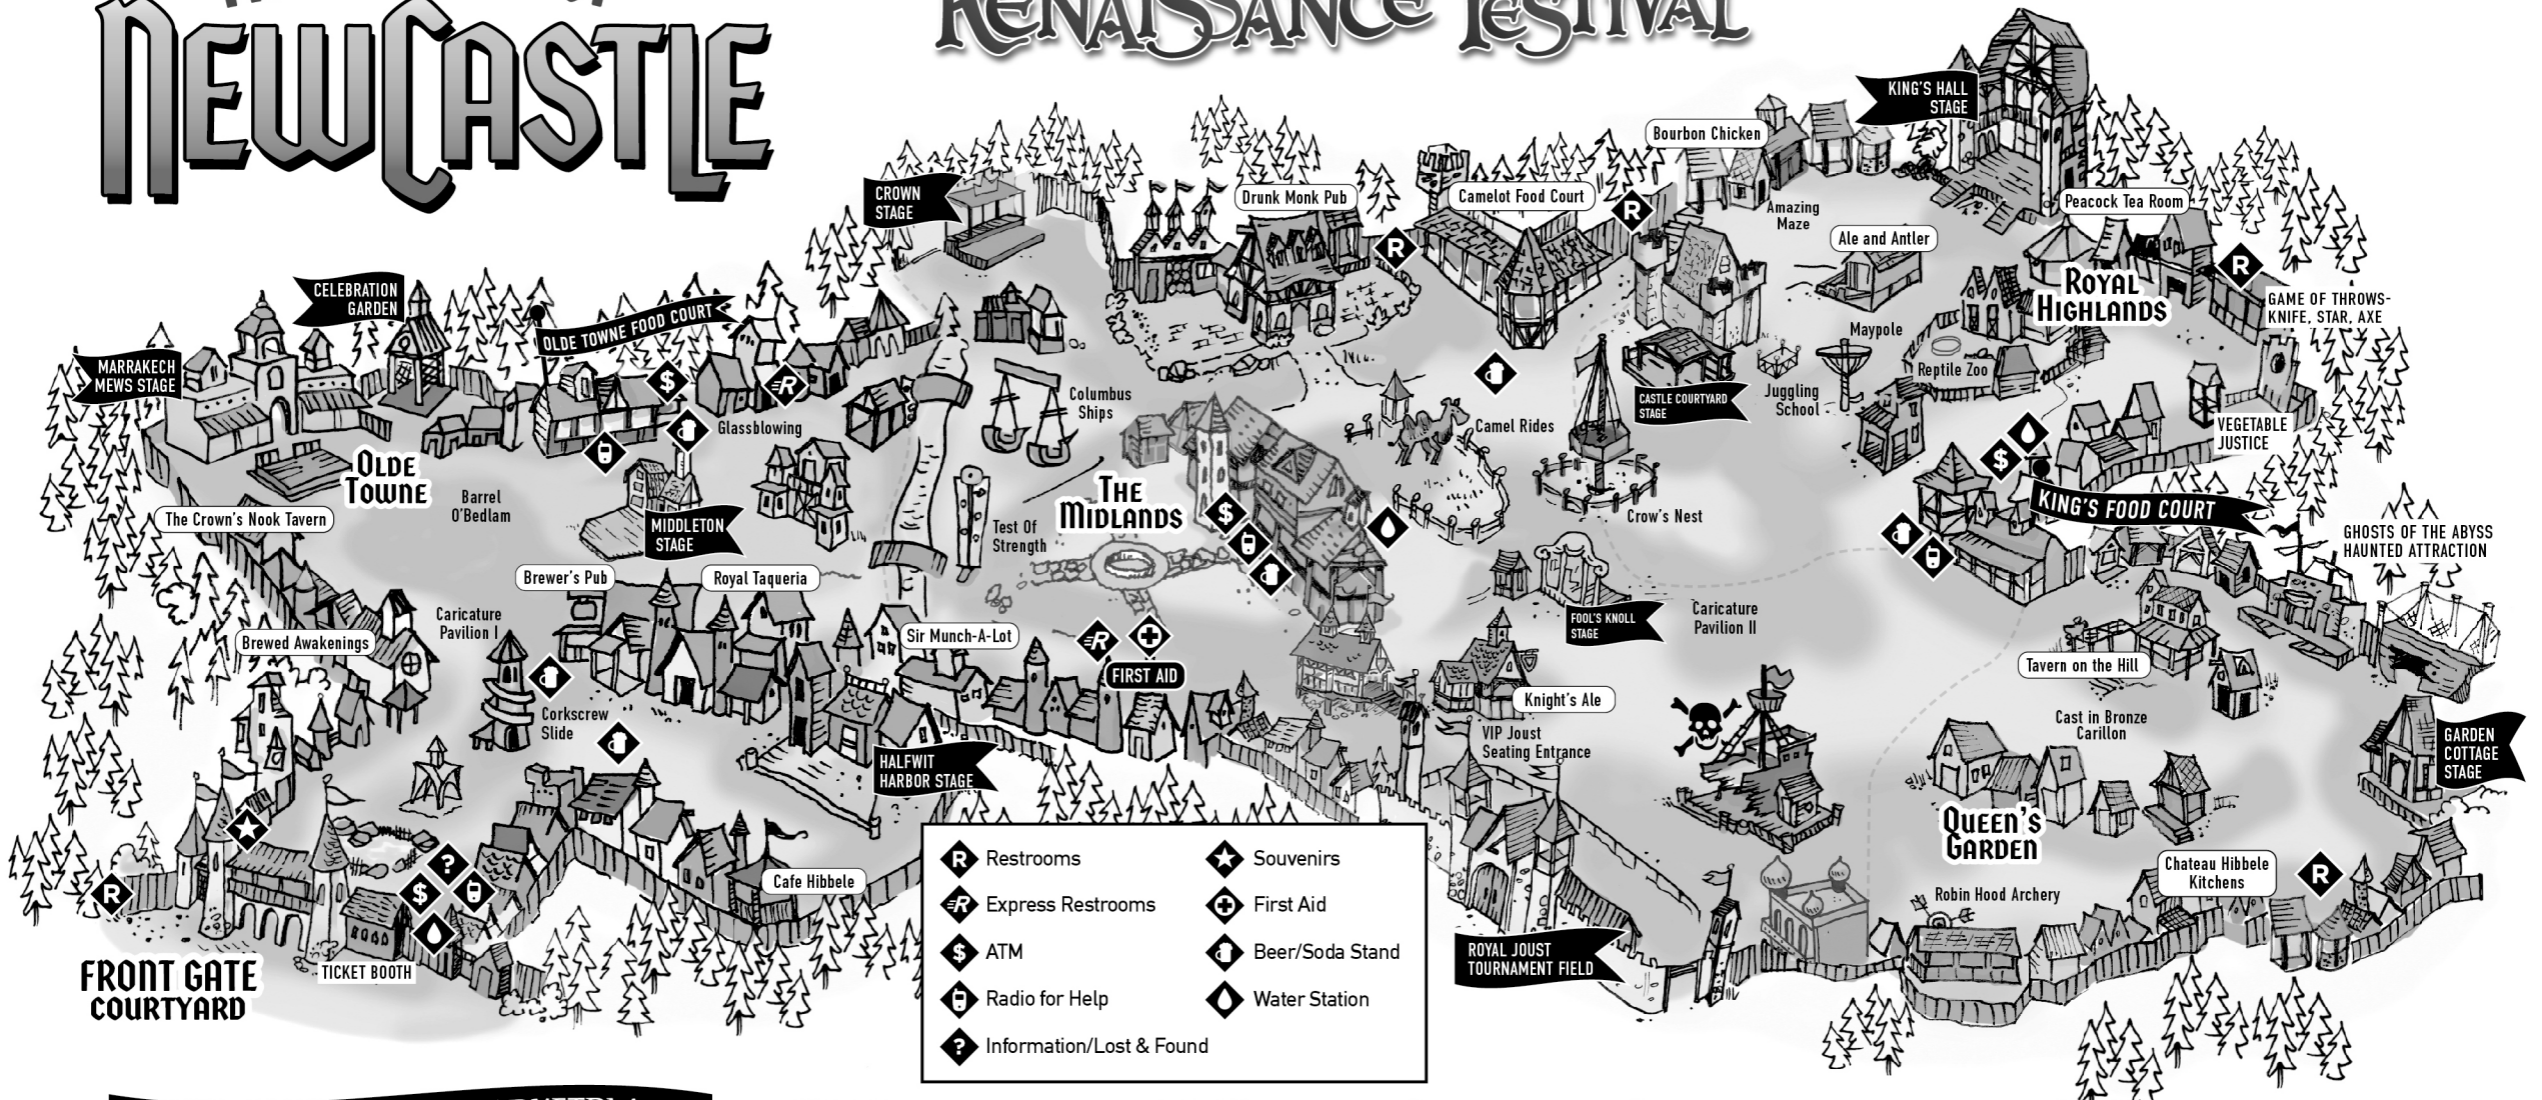 NEWCASTLE
RENAISSANCE FESTIVAL
KING'S HALL
STAGE
Bourbon Chicken
CROWN
STAGE
Drunk Monk Pub
Camelot Food Court
R
Amazing
Maze
Peacock Tea Room
Ale and Antler
R
R
ROYAL
HIGHLANDS
GAME OF THROWS-
KNIFE, STAR, AXE
CELEBRATION
GARDEN
OLDE TOWNE FOOD COURT
MARRAKECH
MEWS STAGE
$
R
Columbus
Ships
Maypole
Reptile Zoo
CASTLE COURTYARD
STAGE
Juggling
School
Glassblowing
Camel Rides
VEGETABLE
JUSTICE
OLDE
TOWNE
Barrel
O'Bedlam
THE
MIDLANDS
$
$
Crow's Nest
KING'S FOOD COURT
The Crown's Nook Tavern
MIDDLETON
STAGE
Test Of
Strength
GHOSTS OF THE ABYSS
HAUNTED ATTRACTION
Brewer's Pub
Royal Taqueria
Caricature
Pavilion I
Sir Munch-A-Lot
R
FIRST AID
FOOL'S KNOLL
STAGE
Caricature
Pavilion II
Brewed Awakenings
Tavern on the Hill
Knight's Ale
Corkscrew
Slide
Cast in Bronze
Carillon
VIP Joust
Seating Entrance
HALFWIT
HARBOR STAGE
GARDEN
COTTAGE
STAGE
QUEEN'S
GARDEN
Chateau Hibbele
Kitchens
R
Cafe Hibbele
Robin Hood Archery
?
$
R
ROYAL JOUST
TOURNAMENT FIELD
TICKET BOOTH
FRONT GATE
COURTYARD
R Restrooms
R Express Restrooms
$ ATM
Radio for Help
? Information/Lost & Found
Souvenirs
First Aid
Beer/Soda Stand
Water Station